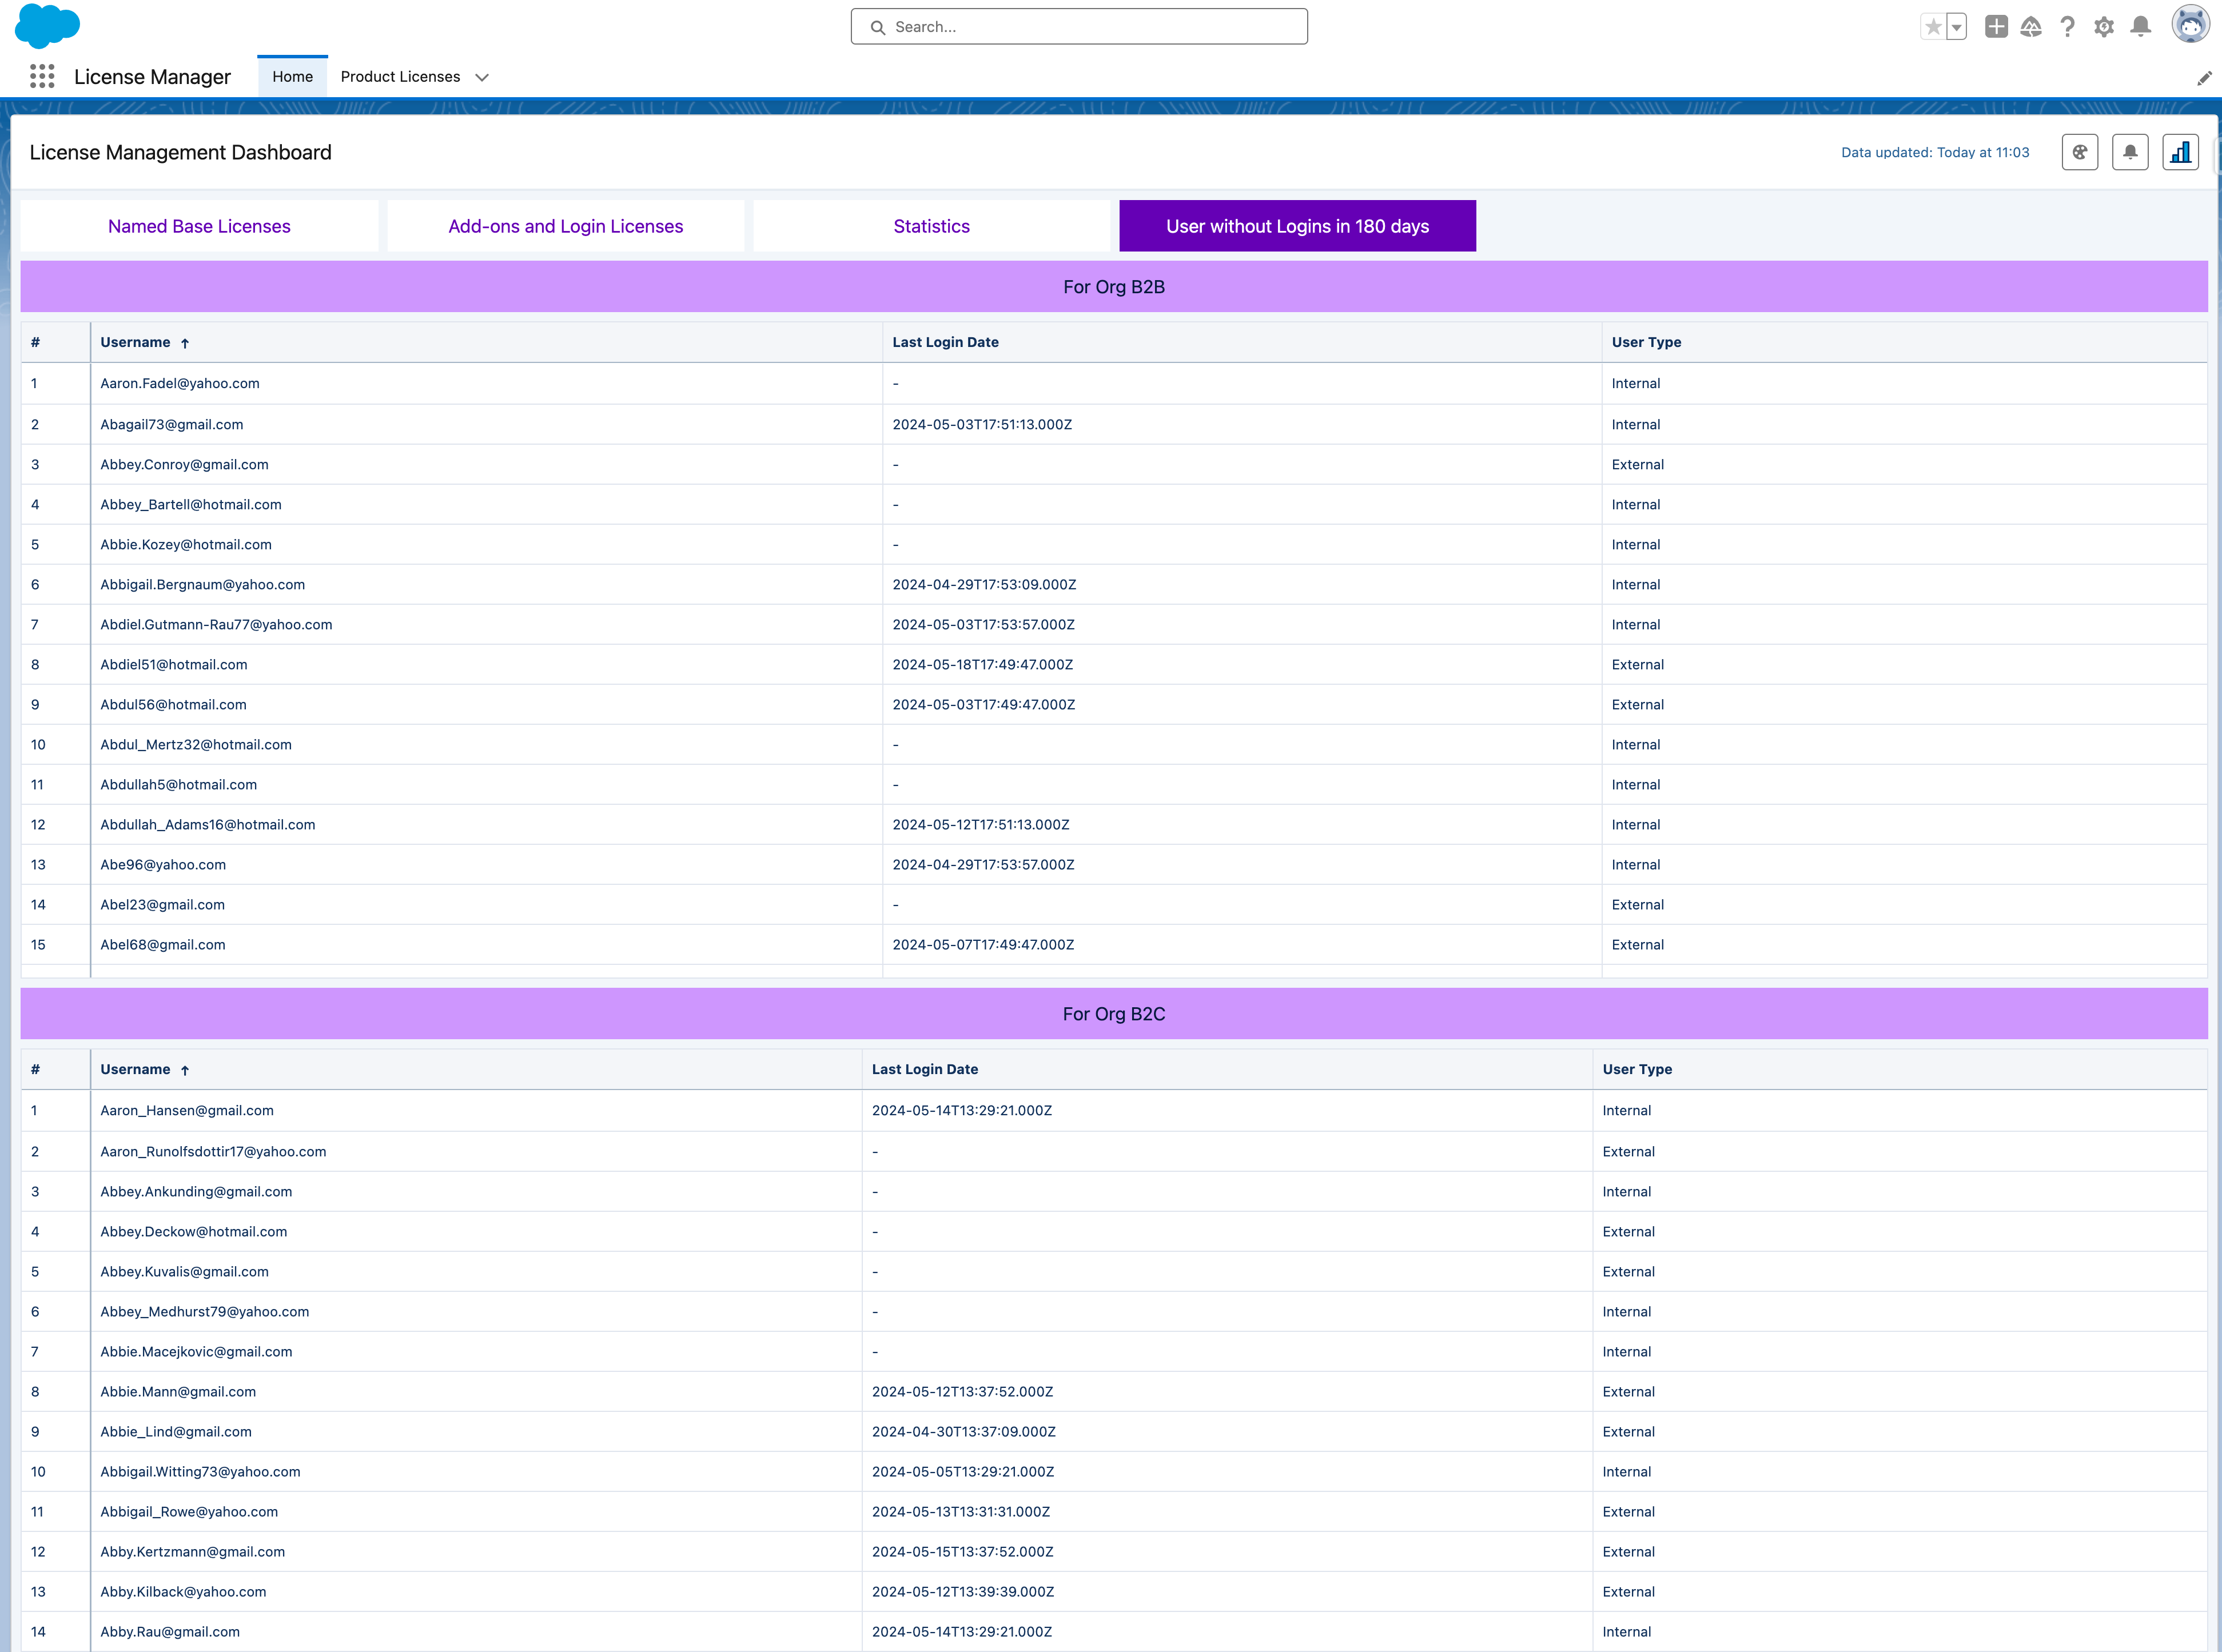 Search...
License Manager Home Product Licenses
License Management Dashboard Data updated: Today at 11:03
Named Base Licenses Add-ons and Login Licenses Statistics User without Logins in 180 days
For Org B2B
# Username ↑ Last Login Date User Type
1 Aaron.Fadel@yahoo.com - Internal
2 Abagail73@gmail.com 2024-05-03T17:51:13.000Z Internal
3 Abbey.Conroy@gmail.com - External
4 Abbey_Bartell@hotmail.com - Internal
5 Abbie.Kozey@hotmail.com - Internal
6 Abbigail.Bergnaum@yahoo.com 2024-04-29T17:53:09.000Z Internal
7 Abdiel.Gutmann-Rau77@yahoo.com 2024-05-03T17:53:57.000Z Internal
8 Abdiel51@hotmail.com 2024-05-18T17:49:47.000Z External
9 Abdul56@hotmail.com 2024-05-03T17:49:47.000Z External
10 Abdul_Mertz32@hotmail.com - Internal
11 Abdullah5@hotmail.com - Internal
12 Abdullah_Adams16@hotmail.com 2024-05-12T17:51:13.000Z Internal
13 Abe96@yahoo.com 2024-04-29T17:53:57.000Z Internal
14 Abel23@gmail.com - External
15 Abel68@gmail.com 2024-05-07T17:49:47.000Z External
For Org B2C
# Username ↑ Last Login Date User Type
1 Aaron_Hansen@gmail.com 2024-05-14T13:29:21.000Z Internal
2 Aaron_Runolfsdottir17@yahoo.com - External
3 Abbey.Ankunding@gmail.com - Internal
4 Abbey.Deckow@hotmail.com - External
5 Abbey.Kuvalis@gmail.com - External
6 Abbey_Medhurst79@yahoo.com - Internal
7 Abbie.Macejkovic@gmail.com - Internal
8 Abbie.Mann@gmail.com 2024-05-12T13:37:52.000Z External
9 Abbie_Lind@gmail.com 2024-04-30T13:37:09.000Z External
10 Abbigail.Witting73@yahoo.com 2024-05-05T13:29:21.000Z Internal
11 Abbigail_Rowe@yahoo.com 2024-05-13T13:31:31.000Z External
12 Abby.Kertzmann@gmail.com 2024-05-15T13:37:52.000Z External
13 Abby.Kilback@yahoo.com 2024-05-12T13:39:39.000Z External
14 Abby.Rau@gmail.com 2024-05-14T13:29:21.000Z Internal